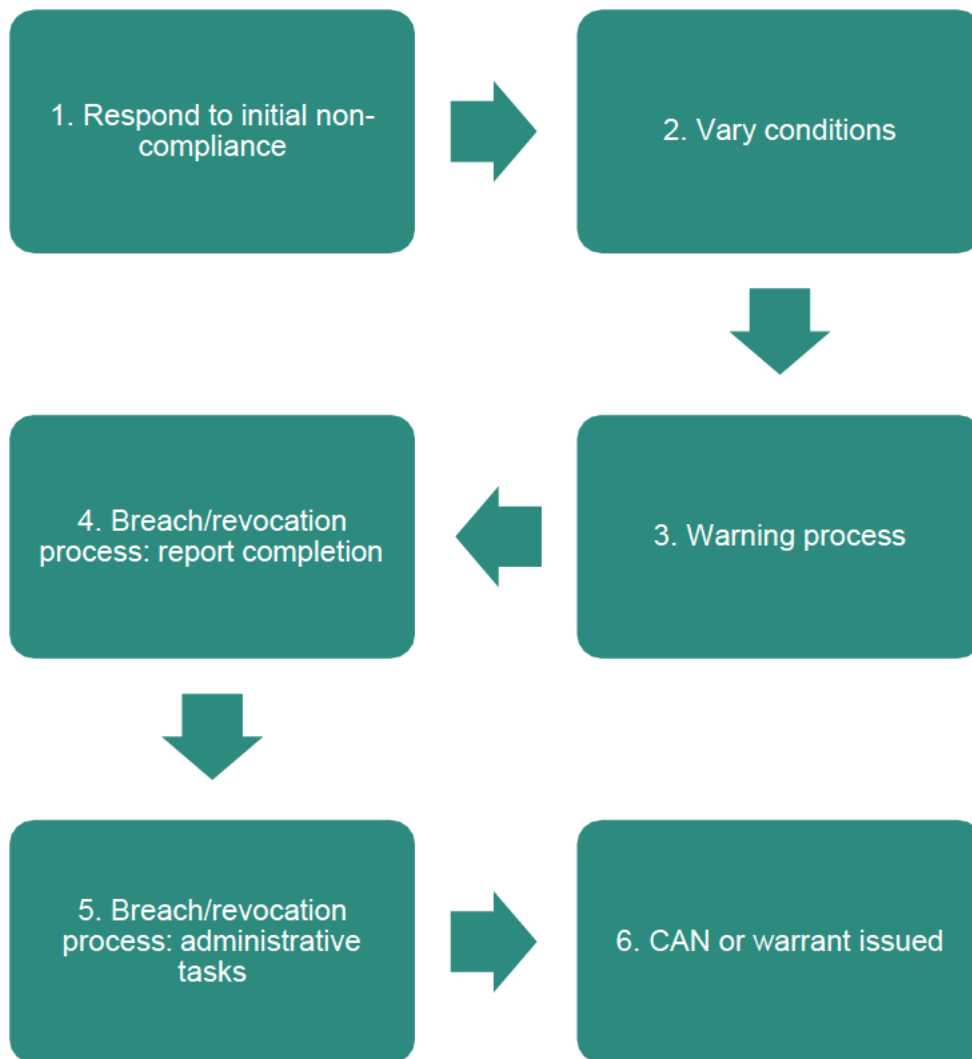 1. Respond to initial non-
compliance
2. Vary conditions
3. Warning process
4. Breach/revocation
process: report completion
5. Breach/revocation
process: administrative
tasks
6. CAN or warrant issued